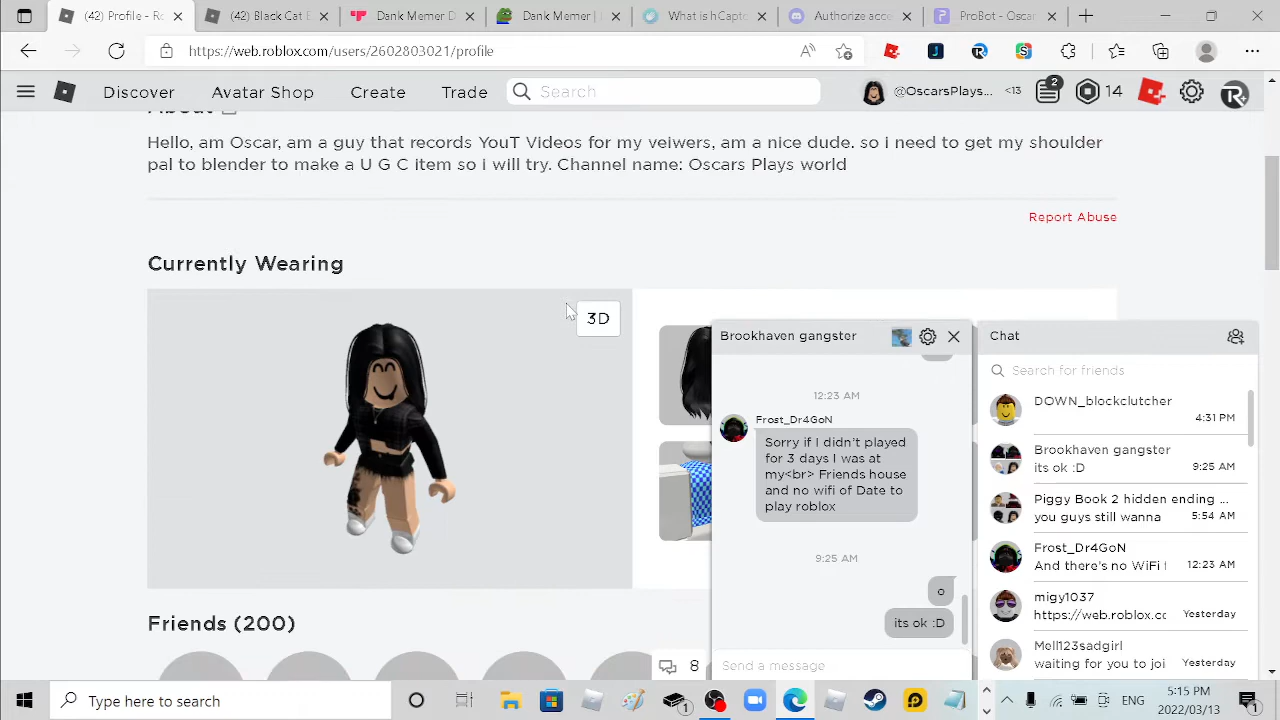 (42) Profile - Ro
(42) Black Cat E
Dank Memer D
Dank Memer |
What is hCaptc
Authorize acce
ProBot - Oscar
https://web.roblox.com/users/2602803021/profile
Discover
Avatar Shop
Create
Trade
Search
@OscarsPlays...
<13
2
14
About
Hello, am Oscar, am a guy that records YouT Videos for my veiwers, am a nice dude. so i need to get my shoulder
pal to blender to make a U G C item so i will try. Channel name: Oscars Plays world
Report Abuse
Currently Wearing
3D
Friends (200)
Brookhaven gangster
12:23 AM
Frost_Dr4GoN
Sorry if I didn't played
for 3 days I was at
my<br> Friends house
and no wifi of Date to
play roblox
9:25 AM
o
its ok :D
Send a message
8
Chat
Search for friends
DOWN_blockclutcher
4:31 PM
Brookhaven gangster
its ok :D
9:25 AM
Piggy Book 2 hidden ending ...
you guys still wanna
5:54 AM
Frost_Dr4GoN
And there's no WiFi f
12:23 AM
migy1037
https://web.roblox.cc
Yesterday
Mell123sadgirl
waiting for you to joi
Yesterday
Type here to search
1
ENG
5:15 PM
2022/03/13
1